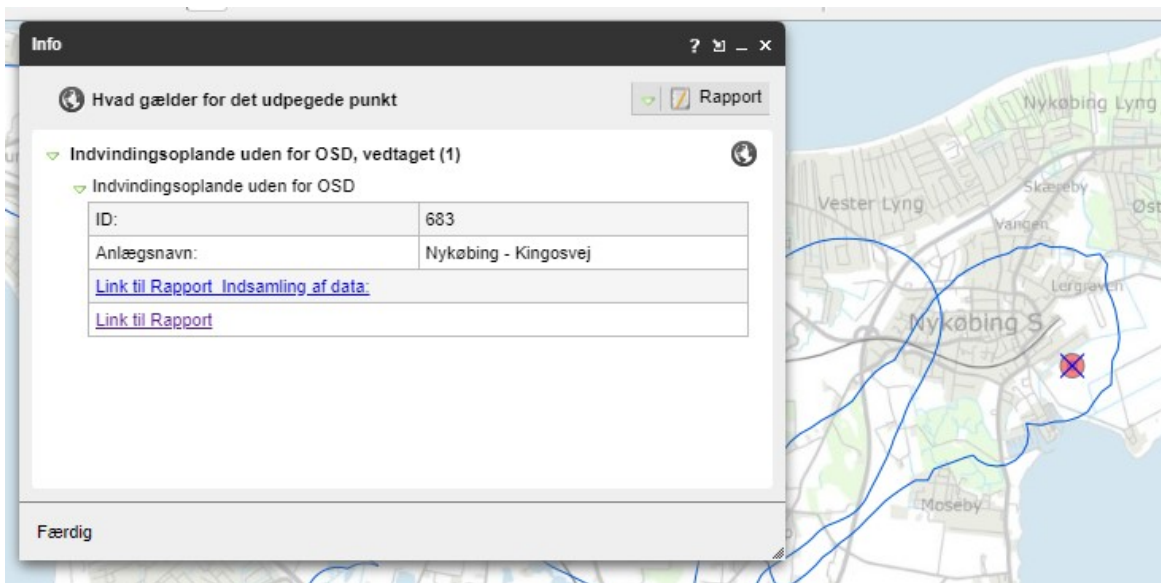 Info
? _ x
Hvad gælder for det udpegede punkt
Rapport
Indvindingsoplande uden for OSD, vedtaget (1)
Indvindingsoplande uden for OSD
ID: 683
Anlægsnavn: Nykøbing - Kingosvej
Link til Rapport_Indsamling af data:
Link til Rapport
Færdig
Nykøbing Lyng
Skæreby
Vester Lyng
Øst
Vangen
Lergraven
Nykøbing S
Moseby